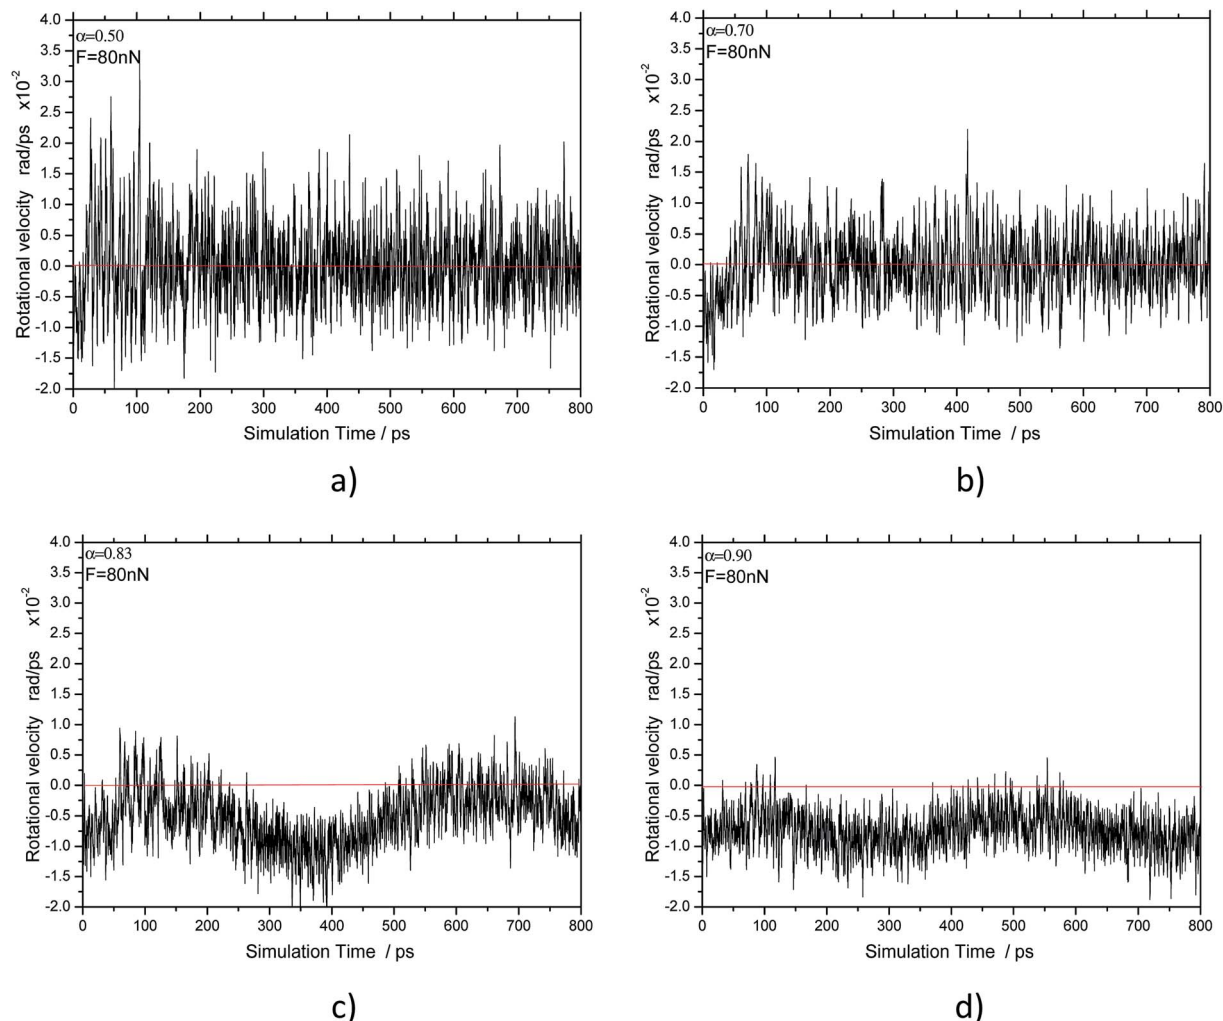 α=0.50
F=80nN
Rotational velocity rad/ps x10⁻²
4.0
3.5
3.0
2.5
2.0
1.5
1.0
0.5
0.0
-0.5
-1.0
-1.5
-2.0
0 100 200 300 400 500 600 700 800
Simulation Time / ps
a)
α=0.70
F=80nN
Rotational velocity rad/ps x10⁻²
4.0
3.5
3.0
2.5
2.0
1.5
1.0
0.5
0.0
-0.5
-1.0
-1.5
-2.0
0 100 200 300 400 500 600 700 800
Simulation Time / ps
b)
α=0.83
F=80nN
Rotational velocity rad/ps x10⁻²
4.0
3.5
3.0
2.5
2.0
1.5
1.0
0.5
0.0
-0.5
-1.0
-1.5
-2.0
0 100 200 300 400 500 600 700 800
Simulation Time / ps
c)
α=0.90
F=80nN
Rotational velocity rad/ps x10⁻²
4.0
3.5
3.0
2.5
2.0
1.5
1.0
0.5
0.0
-0.5
-1.0
-1.5
-2.0
0 100 200 300 400 500 600 700 800
Simulation Time / ps
d)